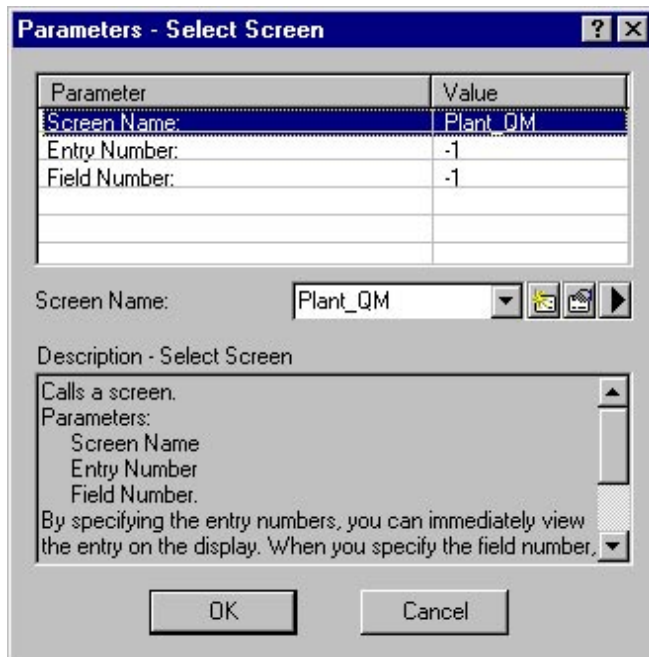 Parameters - Select Screen
Parameter Value
Screen Name: Plant_QM
Entry Number: -1
Field Number: -1
Screen Name: Plant_QM
Description - Select Screen
Calls a screen.
Parameters:
Screen Name
Entry Number
Field Number.
By specifying the entry numbers, you can immediately view
the entry on the display. When you specify the field number,
OK Cancel